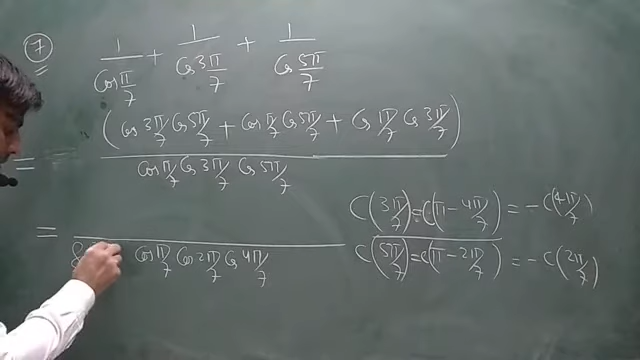 7
1/Cos π/7 + 1/Cos 3π/7 + 1/Cos 5π/7
= (Cos 3π/7 Cos 5π/7 + Cos π/7 Cos 5π/7 + Cos π/7 Cos 3π/7)
Cos π/7 Cos 3π/7 Cos 5π/7
C(3π/7) = C(π − 4π/7) = − C(4π/7)
= 8 Cos π/7 Cos 2π/7 Cos 4π/7
C(5π/7) = C(π − 2π/7) = − C(2π/7)